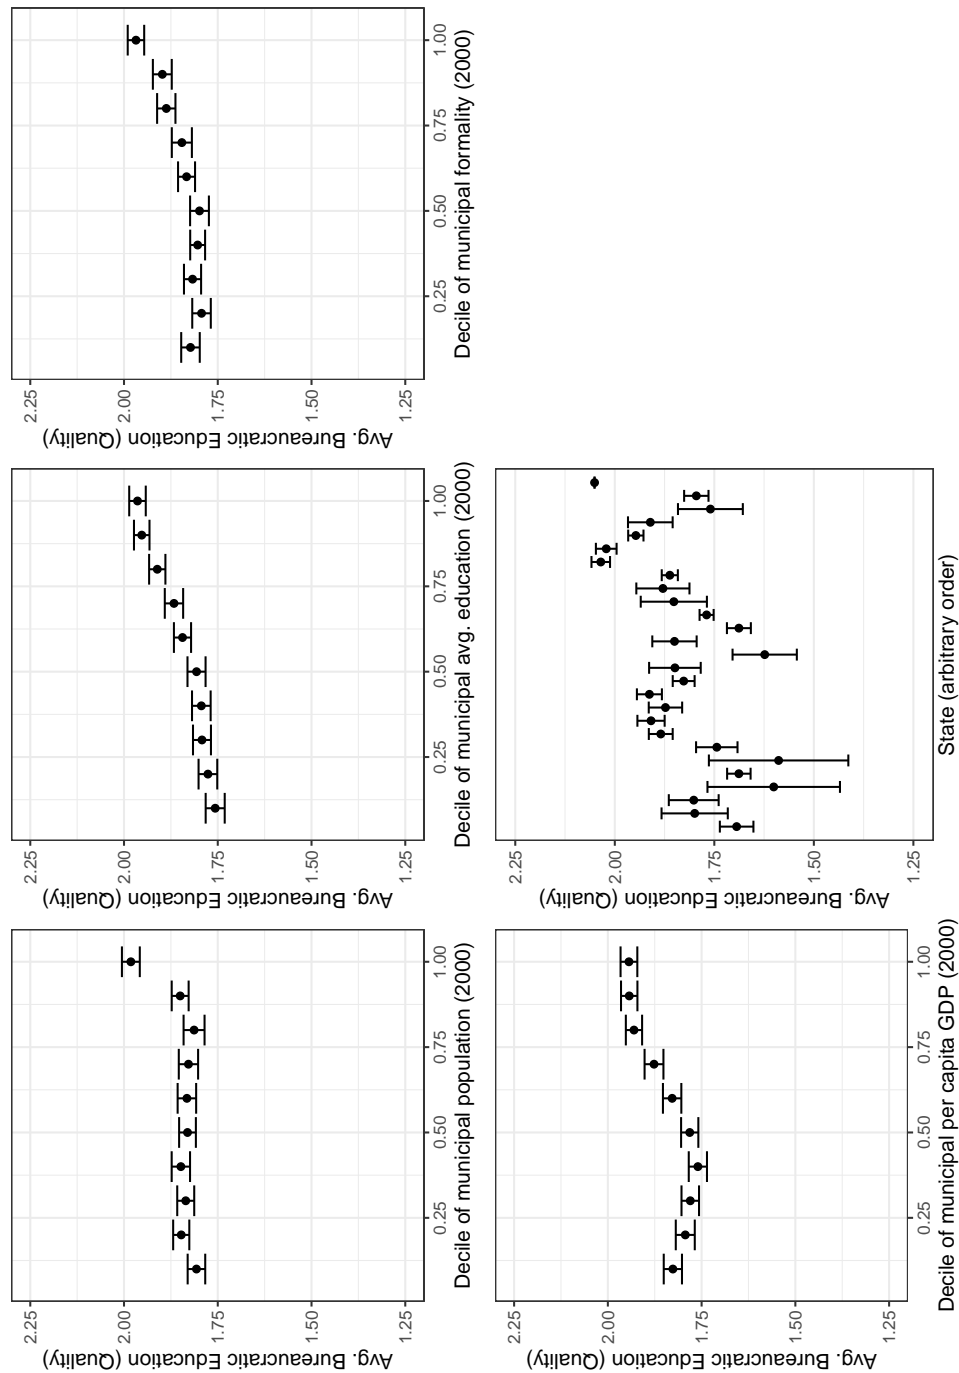 Avg. Bureaucratic Education (Quality)
2.25
2.00
1.75
1.50
1.25
0.25 0.50 0.75 1.00
Decile of municipal population (2000)
Avg. Bureaucratic Education (Quality)
2.25
2.00
1.75
1.50
1.25
0.25 0.50 0.75 1.00
Decile of municipal avg. education (2000)
Avg. Bureaucratic Education (Quality)
2.25
2.00
1.75
1.50
1.25
0.25 0.50 0.75 1.00
Decile of municipal formality (2000)
Avg. Bureaucratic Education (Quality)
2.25
2.00
1.75
1.50
1.25
0.25 0.50 0.75 1.00
Decile of municipal per capita GDP (2000)
Avg. Bureaucratic Education (Quality)
2.25
2.00
1.75
1.50
1.25
State (arbitrary order)